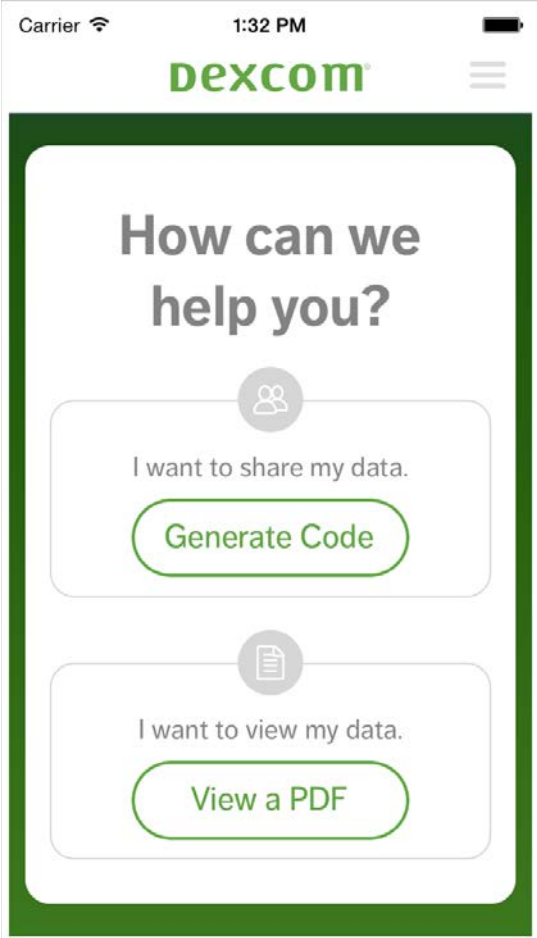 Carrier 1:32 PM
Dexcom®
How can we
help you?
I want to share my data.
Generate Code
I want to view my data.
View a PDF